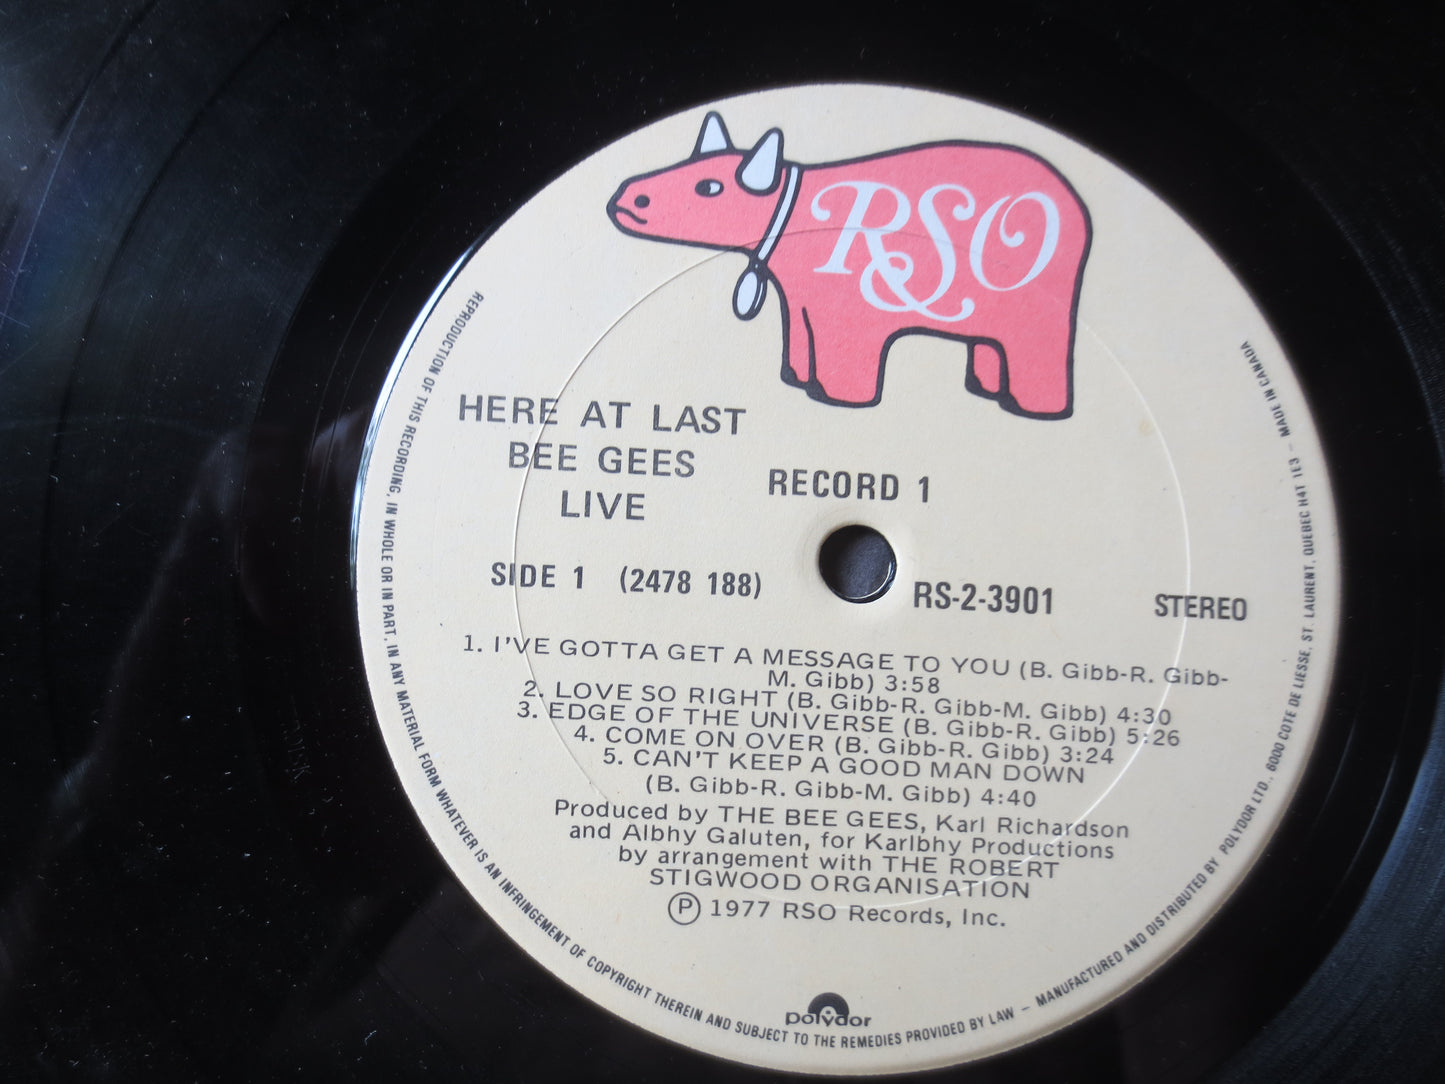 RSO
HERE AT LAST
BEE GEES
LIVE
RECORD 1
SIDE 1 (2478 188)
RS-2-3901
STEREO
1. I'VE GOTTA GET A MESSAGE TO YOU (B. Gibb-R. Gibb-
M. Gibb) 3:58
2. LOVE SO RIGHT (B. Gibb-R. Gibb-M. Gibb) 4:30
3. EDGE OF THE UNIVERSE (B. Gibb-R. Gibb) 5:26
4. COME ON OVER (B. Gibb-R. Gibb) 3:24
5. CAN'T KEEP A GOOD MAN DOWN
(B. Gibb-R. Gibb-M. Gibb) 4:40
Produced by THE BEE GEES, Karl Richardson
and Albhy Galuten, for Karlbhy Productions
by arrangement with THE ROBERT
STIGWOOD ORGANISATION
Ⓟ 1977 RSO Records, Inc.
polydor
REPRODUCTION OF THIS RECORDING, IN WHOLE OR IN PART, IN ANY MATERIAL FORM WHATEVER IS AN INFRINGEMENT OF COPYRIGHT THEREIN AND SUBJECT TO THE REMEDIES PROVIDED BY LAW – MANUFACTURED AND DISTRIBUTED BY POLYDOR LTD., 6000 COTE DE LIESSE, ST. LAURENT, QUEBEC H4T 1E3 – MADE IN CANADA